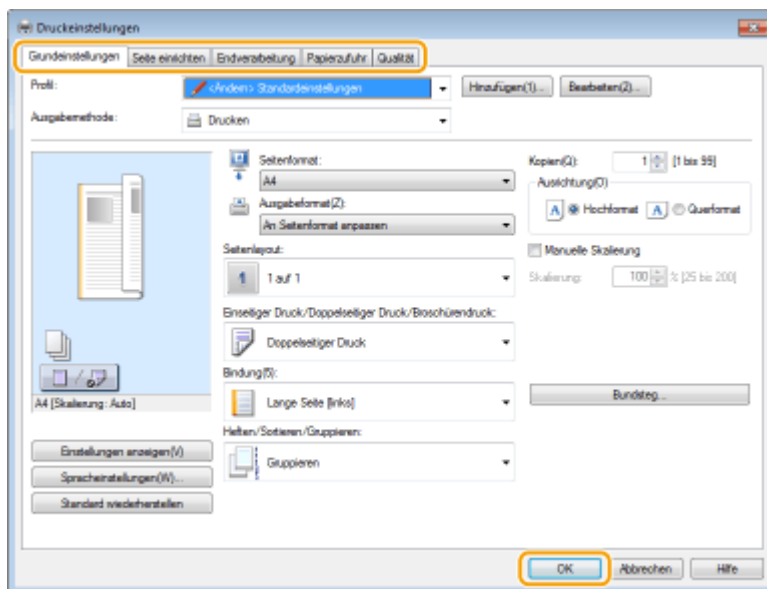 Druckeinstellungen
Grundeinstellungen Seite einrichten Endverarbeitung Papierzufuhr Qualität
Profil: <Ändern> Standardeinstellungen Hinzufügen(1)... Bearbeiten(2)...
Ausgabemethode: Drucken
Seitenformat: Kopien(Q): 1 [1 bis 99]
A4 Ausrichtung(O)
Ausgabeformat(Z): A Hochformat A Querformat
An Seitenformat anpassen
Seitenlayout: Manuelle Skalierung
1 1 auf 1 Skalierung: 100 % [25 bis 200]
Einseitiger Druck/Doppelseitiger Druck/Broschürendruck:
Doppelseitiger Druck
Bindung(5):
A4 [Skalierung: Auto] Lange Seite [links] Bundsteg...
Heften/Sortieren/Gruppieren:
Einstellungen anzeigen(V) Gruppieren
Spracheinstellungen(W)...
Standard wiederherstellen
OK Abbrechen Hilfe